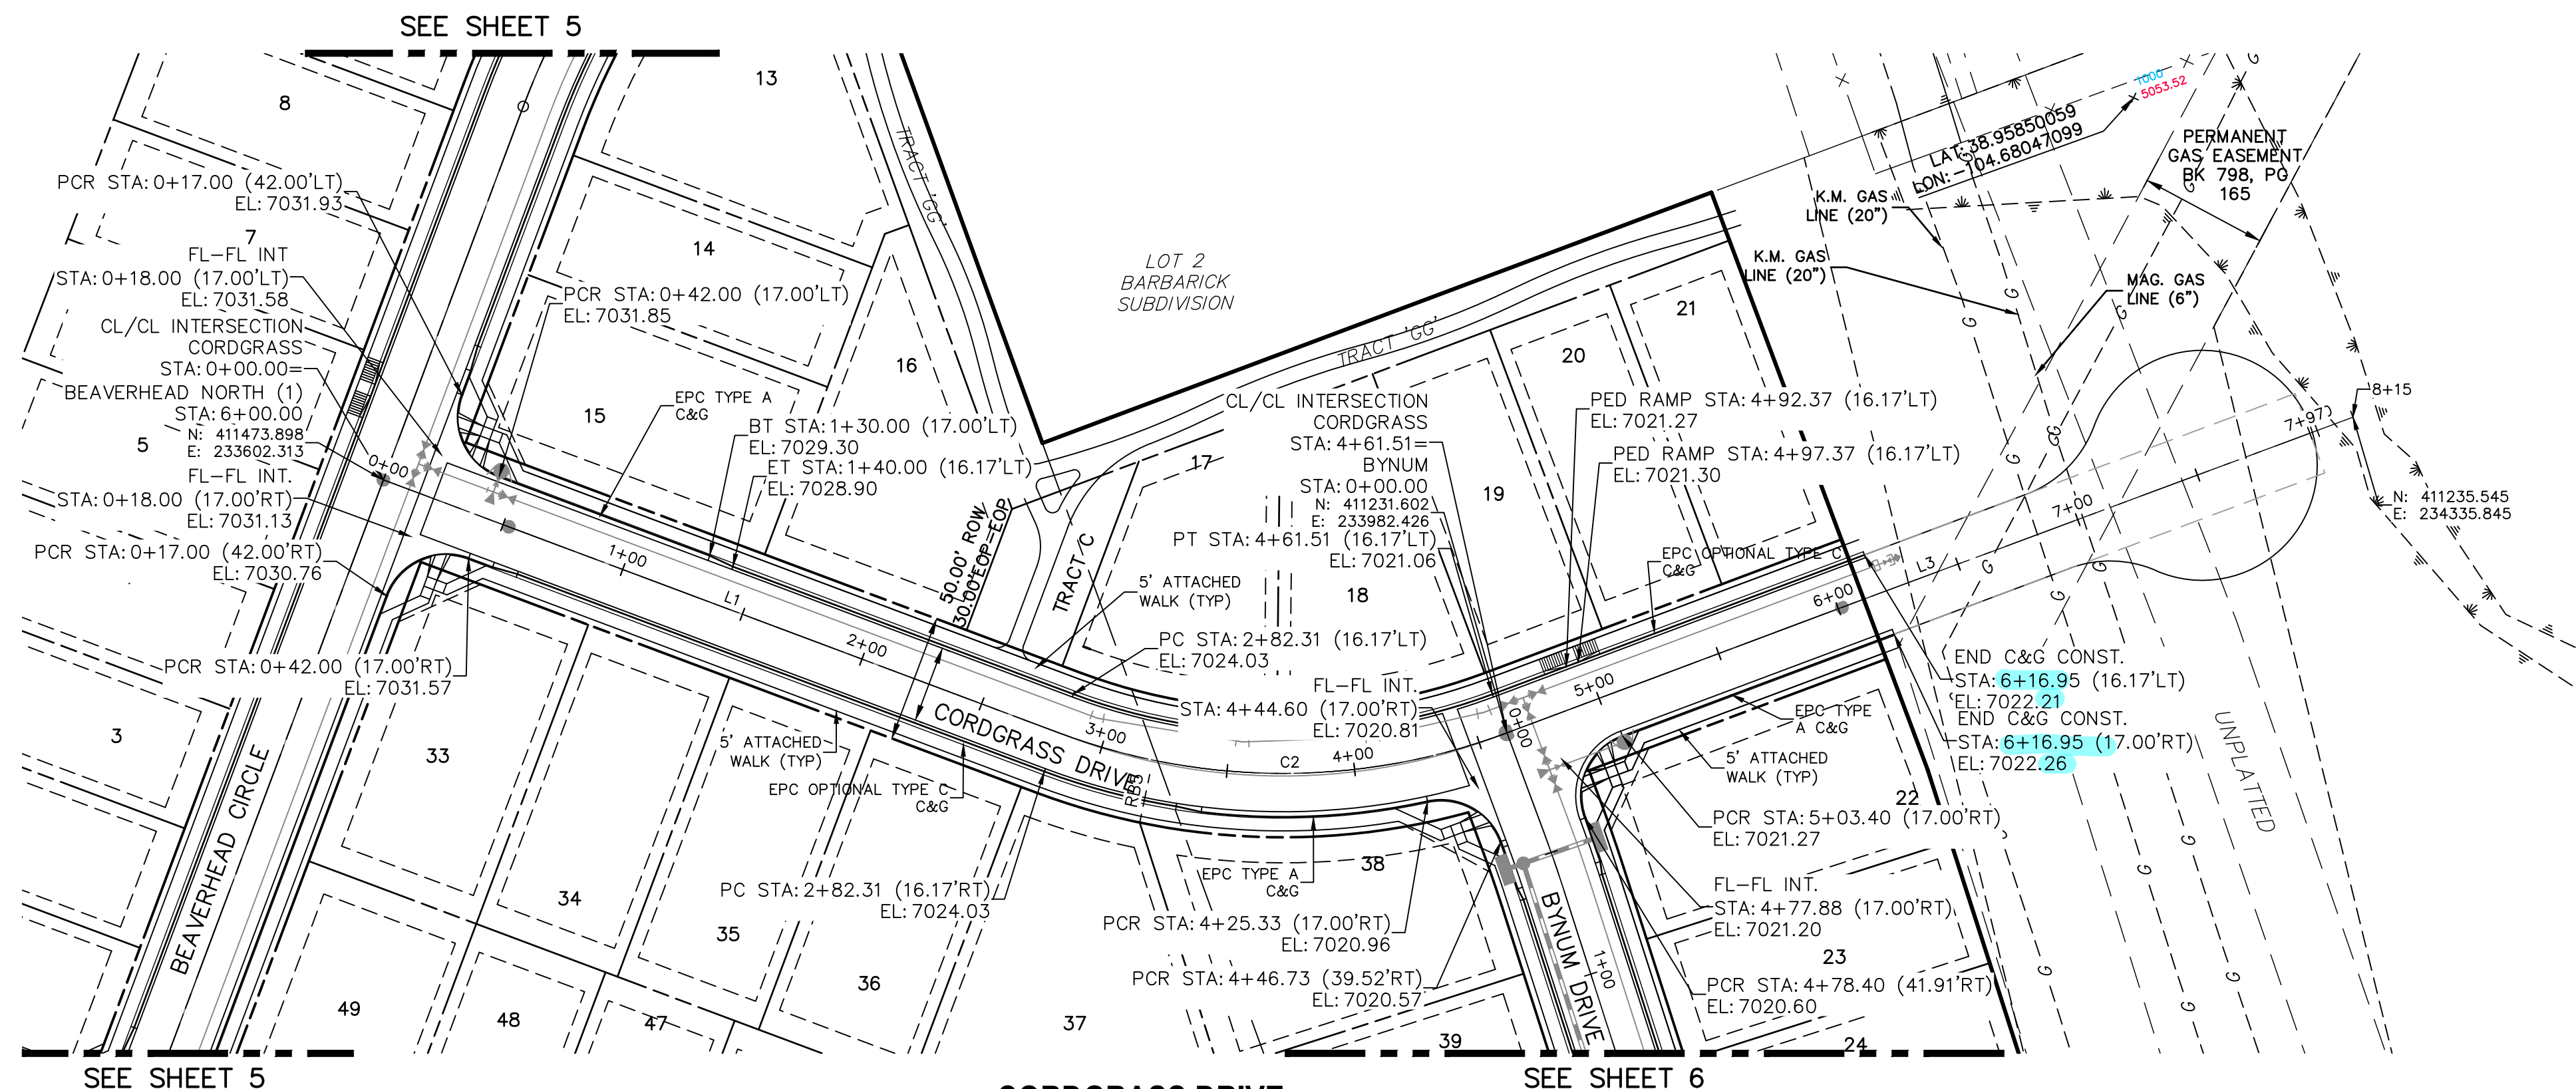 SEE SHEET 5
8
13
TRACT 'GG'
PCR STA: 0+17.00 (42.00'LT)
EL: 7031.93
7
FL-FL INT
STA: 0+18.00 (17.00'LT)
EL: 7031.58
CL/CL INTERSECTION
CORDGRASS
STA: 0+00.00=
BEAVERHEAD NORTH (1)
STA: 6+00.00
N: 411473.898
E: 233602.313
5
FL-FL INT.
STA: 0+18.00 (17.00'RT)
EL: 7031.13
PCR STA: 0+17.00 (42.00'RT)
EL: 7030.76
PCR STA: 0+42.00 (17.00'RT)
EL: 7031.57
3
BEAVERHEAD CIRCLE
14
PCR STA: 0+42.00 (17.00'LT)
EL: 7031.85
15
16
EPC TYPE A
C&G
BT STA: 1+30.00 (17.00'LT)
EL: 7029.30
ET STA: 1+40.00 (16.17'LT)
EL: 7028.90
0+00
1+00
L1
2+00
50.00' ROW
30.00'EOP-EOP
TRACT C
17
5' ATTACHED
WALK (TYP)
PC STA: 2+82.31 (16.17'LT)
EL: 7024.03
CORDGRASS DRIVE
3+00
C2
4+00
RB5
5' ATTACHED
WALK (TYP)
EPC OPTIONAL TYPE C
C&G
33
34
35
36
37
38
PC STA: 2+82.31 (16.17'RT)
EL: 7024.03
EPC TYPE A
C&G
49
48
47
SEE SHEET 5
LOT 2
BARBARICK
SUBDIVISION
TRACT 'GG'
CL/CL INTERSECTION
CORDGRASS
STA: 4+61.51=
BYNUM
STA: 0+00.00
N: 411231.602
E: 233982.426
PT STA: 4+61.51 (16.17'LT)
EL: 7021.06
18
19
20
21
FL-FL INT.
STA: 4+44.60 (17.00'RT)
EL: 7020.81
PED RAMP STA: 4+92.37 (16.17'LT)
EL: 7021.27
PED RAMP STA: 4+97.37 (16.17'LT)
EL: 7021.30
EPC OPTIONAL TYPE C
C&G
0+00
5+00
6+00
L3
7+00
7+97
8+15
N: 411235.545
E: 234335.845
PCR STA: 4+25.33 (17.00'RT)
EL: 7020.96
PCR STA: 4+46.73 (39.52'RT)
EL: 7020.57
39
BYNUM DRIVE
1+00
EPC TYPE
A C&G
5' ATTACHED
WALK (TYP)
22
PCR STA: 5+03.40 (17.00'RT)
EL: 7021.27
FL-FL INT.
STA: 4+77.88 (17.00'RT)
EL: 7021.20
23
PCR STA: 4+78.40 (41.91'RT)
EL: 7020.60
24
END C&G CONST.
STA: 6+16.95 (16.17'LT)
EL: 7022.21
END C&G CONST.
STA: 6+16.95 (17.00'RT)
EL: 7022.26
UNPLATTED
1000
5053.52
LAT: 38.95850059
LON: -104.68047099
PERMANENT
GAS EASEMENT
BK 798, PG
165
K.M. GAS
LINE (20")
K.M. GAS
LINE (20")
MAG. GAS
LINE (6")
G
G
G
G
G
G
SEE SHEET 6
CORDGRASS DRIVE